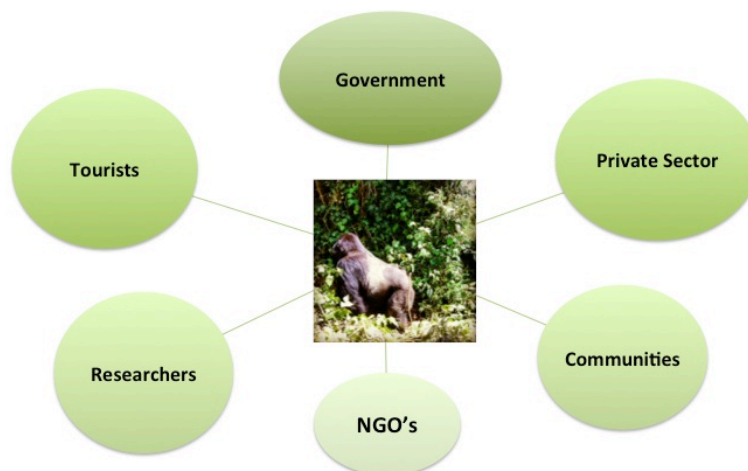 Government
Tourists
Private Sector
Researchers
Communities
NGO’s